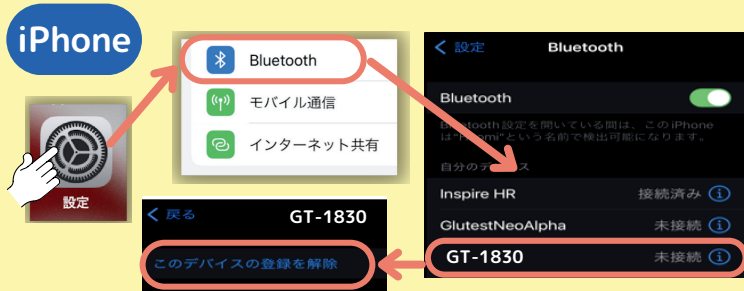 iPhone
設定
Bluetooth
モバイル通信
インターネット共有
設定
Bluetooth
Bluetooth
Bluetooth設定を開いている間は、このiPhone
という名前で検出可能になります。
自分の
ス
Inspire HR
接続済み
GlutestNeoAlpha
未接続
GT-1830
未接続
戻る
GT-1830
このデバイスの登録を解除